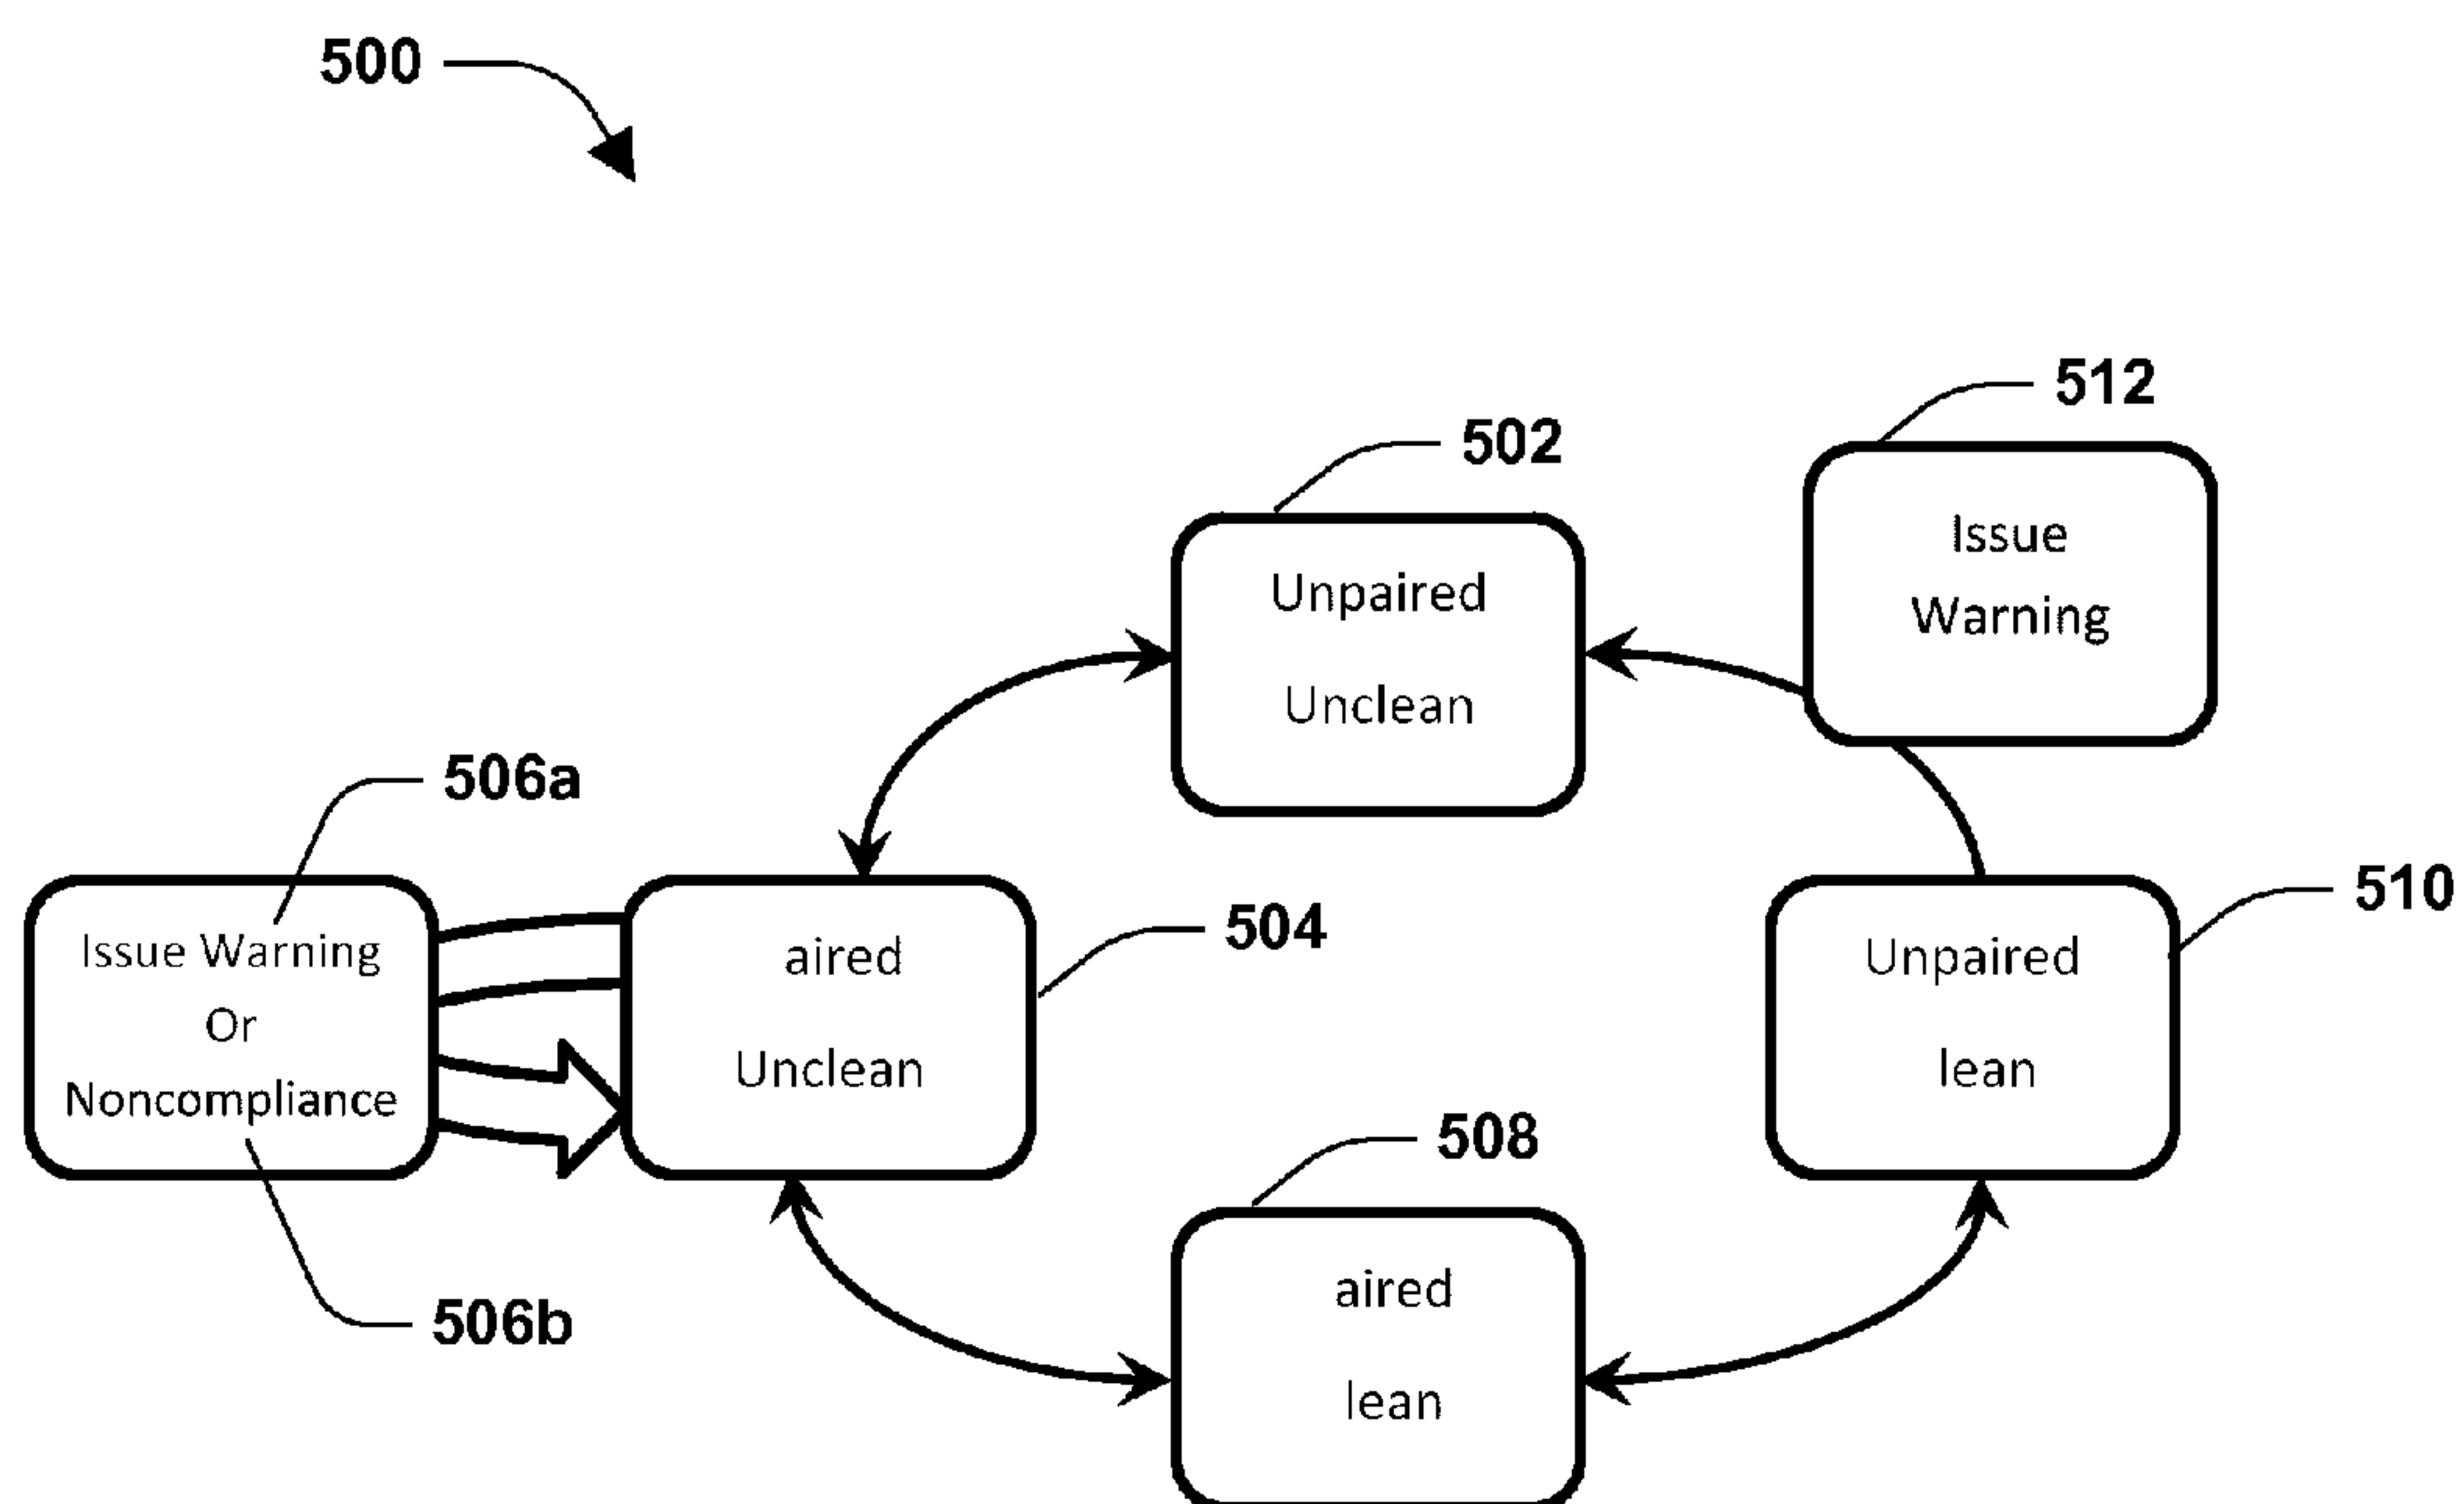 500
512
502
Issue
Warning
Unpaired
Unclean
506a
510
504
Issue Warning
Or
Noncompliance
aired
Unclean
Unpaired
lean
508
aired
lean
506b